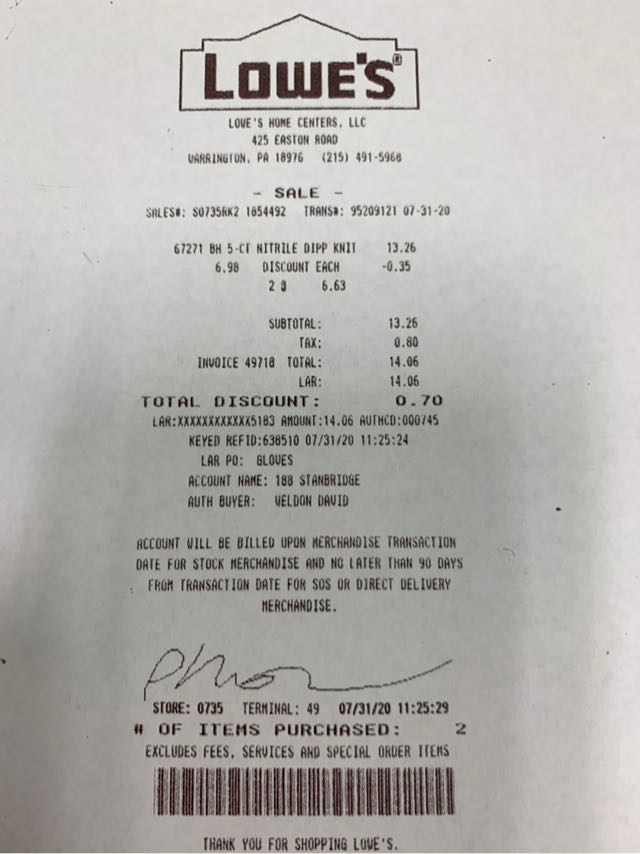 LOWE'S®
LOWE'S HOME CENTERS, LLC
425 EASTON ROAD
WARRINGTON, PA 18976 (215) 491-5968
- SALE -
SALES#: S0735RK2 1854492 TRANS#: 95209121 07-31-20
67271 BH 5-CT NITRILE DIPP KNIT 13.26
6.98 DISCOUNT EACH -0.35
2 @ 6.63
SUBTOTAL: 13.26
TAX: 0.80
INVOICE 49718 TOTAL: 14.06
LAR: 14.06
TOTAL DISCOUNT: 0.70
LAR:XXXXXXXXXXXX5183 AMOUNT:14.06 AUTHCD:000745
KEYED REFID:638510 07/31/20 11:25:24
LAR PO: GLOVES
ACCOUNT NAME: 188 STANBRIDGE
AUTH BUYER: WELDON DAVID
ACCOUNT WILL BE BILLED UPON MERCHANDISE TRANSACTION
DATE FOR STOCK MERCHANDISE AND NO LATER THAN 90 DAYS
FROM TRANSACTION DATE FOR SOS OR DIRECT DELIVERY
MERCHANDISE.
STORE: 0735 TERMINAL: 49 07/31/20 11:25:29
# OF ITEMS PURCHASED: 2
EXCLUDES FEES, SERVICES AND SPECIAL ORDER ITEMS
THANK YOU FOR SHOPPING LOWE'S.